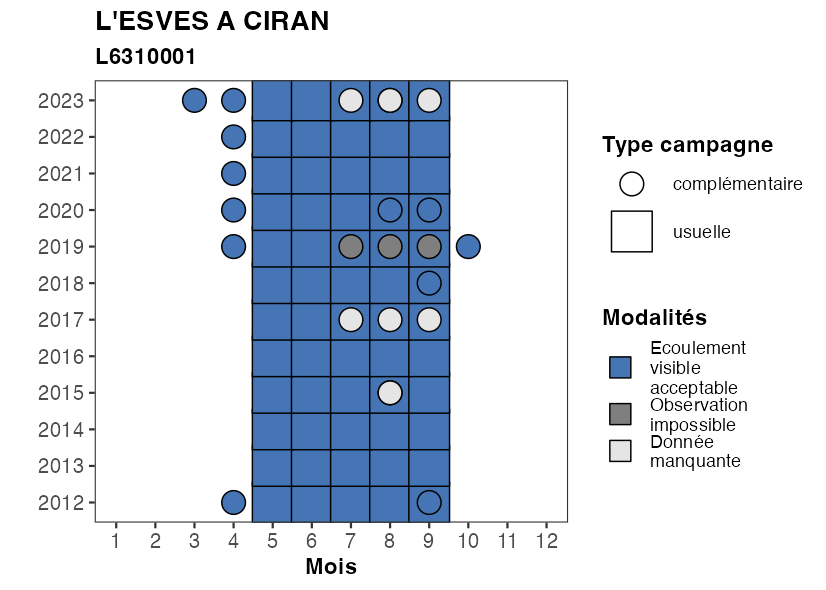 L'ESVES A CIRAN
L6310001
2023
2022
2021
2020
2019
2018
2017
2016
2015
2014
2013
2012
1 2 3 4 5 6 7 8 9 10 11 12
Mois
Type campagne
complémentaire
usuelle
Modalités
Ecoulement
visible
acceptable
Observation
impossible
Donnée
manquante